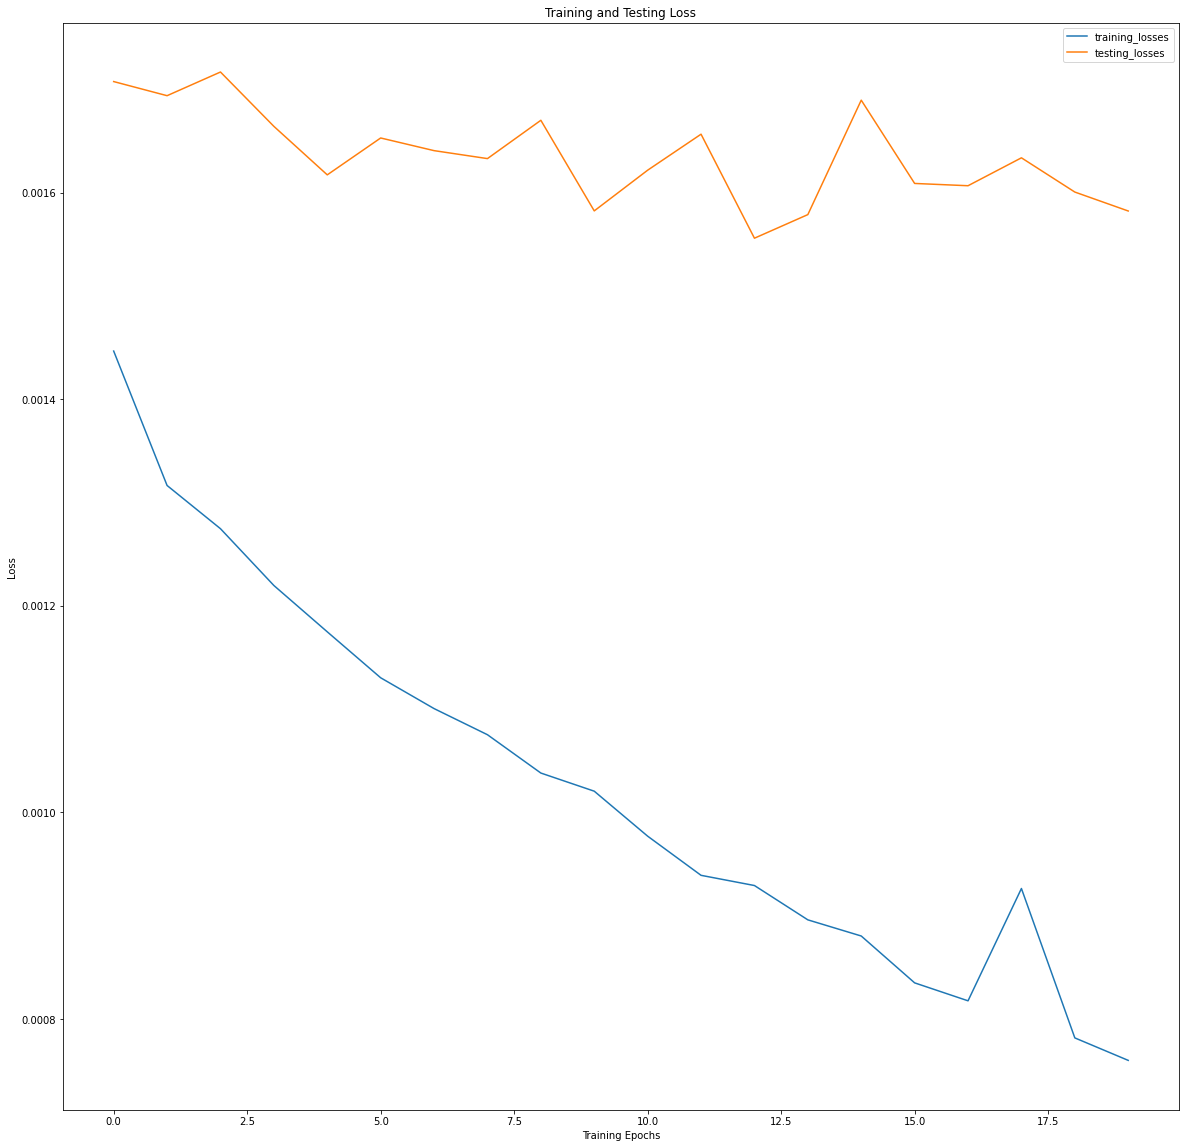 Training and Testing Loss
training_losses
testing_losses
0.0016
0.0014
0.0012
0.0010
0.0008
Loss
0.0
2.5
5.0
7.5
10.0
12.5
15.0
17.5
Training Epochs